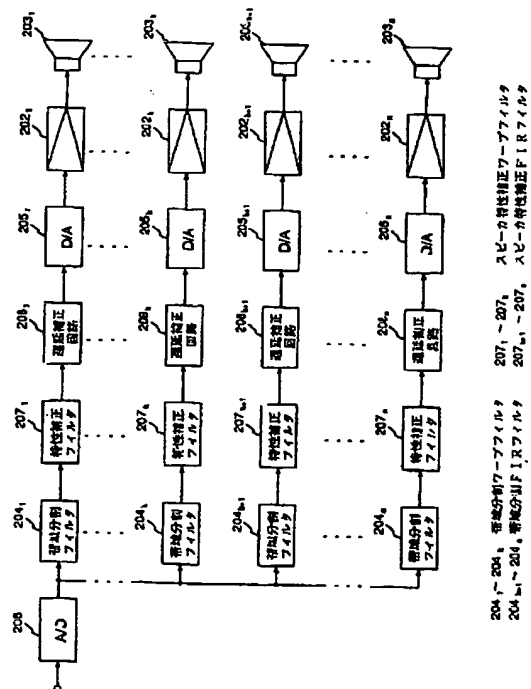 206
A/D
204₁
帯域分割
フィルタ
207₁
特性補正
フィルタ
208₁
遅延補正
回路
205₁
D/A
202₁
203₁
204ₖ
帯域分割
フィルタ
207ₖ
特性補正
フィルタ
208ₖ
遅延補正
回路
205ₖ
D/A
202ₖ
203ₖ
204ₖ₊₁
帯域分割
フィルタ
207ₖ₊₁
特性補正
フィルタ
208ₖ₊₁
遅延補正
回路
205ₖ₊₁
D/A
202ₖ₊₁
203ₖ₊₁
204ₙ
帯域分割
フィルタ
207ₙ
特性補正
フィルタ
208ₙ
遅延補正
回路
205ₙ
D/A
202ₙ
203ₙ
204₁~204ₖ 帯域分割ワープフィルタ
207₁~207ₖ スピーカ特性補正ワープフィルタ
204ₖ₊₁~204ₙ 帯域分割FIRフィルタ
207ₖ₊₁~207ₙ スピーカ特性補正FIRフィルタ